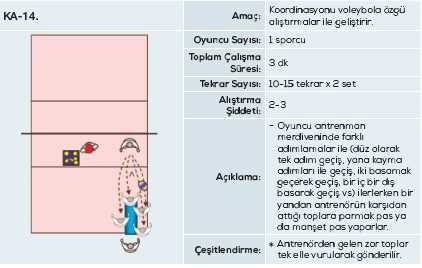 KA-14.
Amaç: Koordinasyonu voleybola özgü
alıştırmalar ile geliştirir.
Oyuncu Sayısı: 1 sporcu
Toplam Çalışma
Süresi: 3 dk
Tekrar Sayısı: 10-15 tekrar x 2 set
Alıştırma
Şiddeti: 2-3
Açıklama: - Oyuncu antrenman
merdiveninde farklı
adımlamalar ile (düz olarak
tek adım geçiş, yana kayma
adımları ile geçiş, iki basamak
geçerek geçiş, bir iç bir dış
basarak geçiş vs) ilerlerken bir
yandan antrenörün karşıdan
attığı toplara parmak pas ya
da manşet pas yaparlar.
Çeşitlendirme: * Antrenörden gelen zor toplar
tek elle vurularak gönderilir.